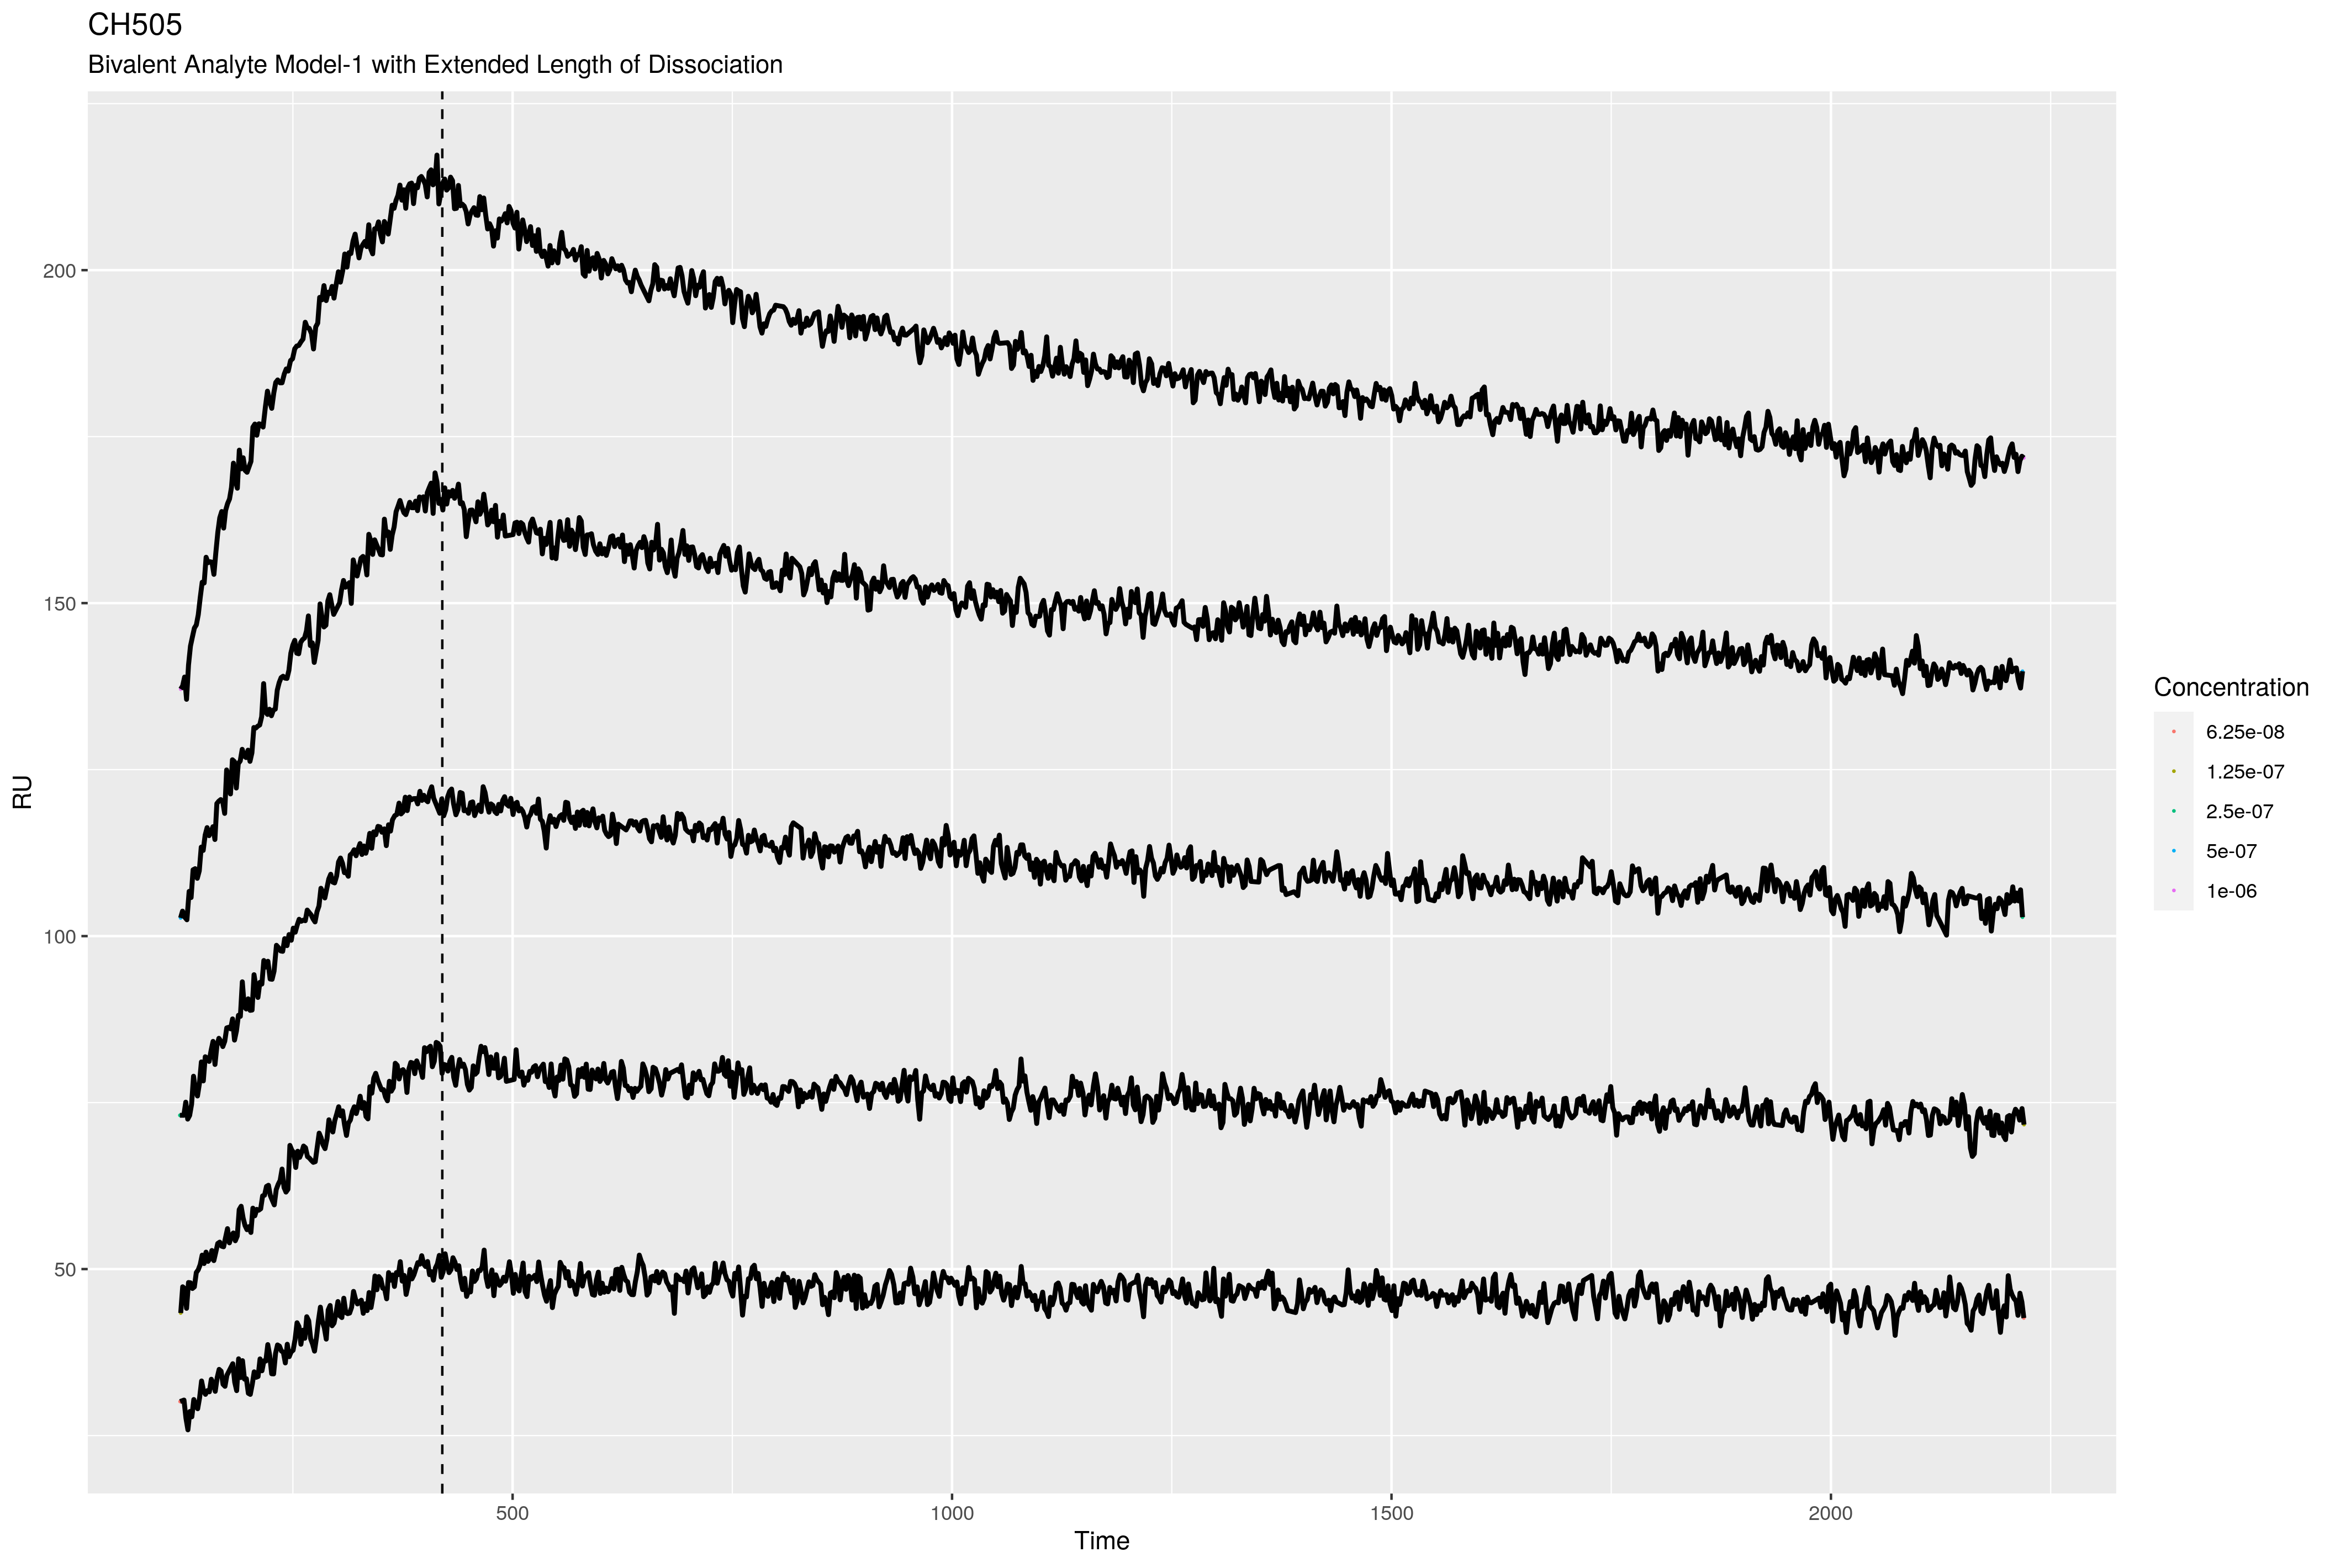 CH505
Bivalent Analyte Model-1 with Extended Length of Dissociation
RU
200
150
100
50
500
1000
1500
2000
Time
Concentration
6.25e-08
1.25e-07
2.5e-07
5e-07
1e-06